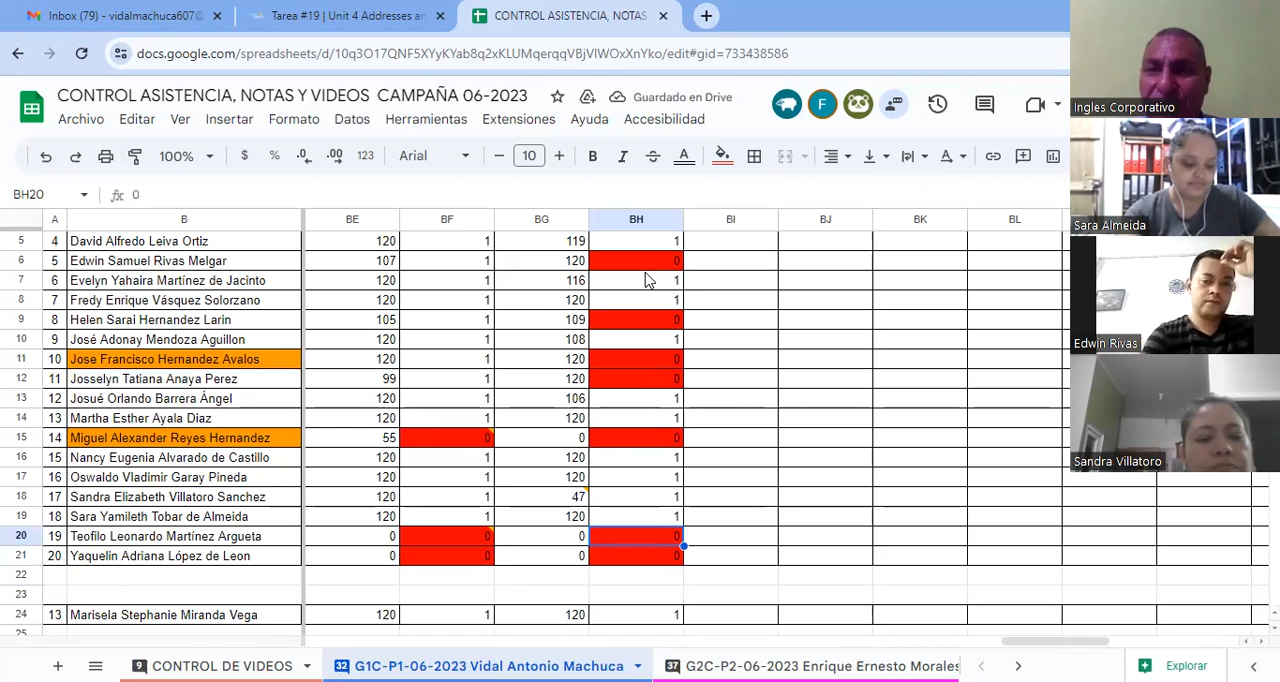 Inbox (79) - vidalmachuca607@
Tarea #19 | Unit 4 Addresses an
CONTROL ASISTENCIA, NOTAS
docs.google.com/spreadsheets/d/10q3O17QNF5XYyKYab8q2xKLUMqerqqVBjVIWOxXnYko/edit#gid=733438586
CONTROL ASISTENCIA, NOTAS Y VIDEOS CAMPAÑA 06-2023
Guardado en Drive
F
Archivo Editar Ver Insertar Formato Datos Herramientas Extensiones Ayuda Accesibilidad
100% $ % .0 .00 123 Arial 10 B I A
BH20 fx 0
A B BE BF BG BH BI BJ BK BL
5 4 David Alfredo Leiva Ortiz 120 1 119 1
6 5 Edwin Samuel Rivas Melgar 107 1 120 0
7 6 Evelyn Yahaira Martínez de Jacinto 120 1 116 1
8 7 Fredy Enrique Vásquez Solorzano 120 1 120 1
9 8 Helen Sarai Hernandez Larin 105 1 109 0
10 9 José Adonay Mendoza Aguillon 120 1 108 1
11 10 Jose Francisco Hernandez Avalos 120 1 120 0
12 11 Josselyn Tatiana Anaya Perez 99 1 120 0
13 12 Josué Orlando Barrera Ángel 120 1 106 1
14 13 Martha Esther Ayala Diaz 120 1 120 1
15 14 Miguel Alexander Reyes Hernandez 55 0 0 0
16 15 Nancy Eugenia Alvarado de Castillo 120 1 120 1
17 16 Oswaldo Vladimir Garay Pineda 120 1 120 1
18 17 Sandra Elizabeth Villatoro Sanchez 120 1 47 1
19 18 Sara Yamileth Tobar de Almeida 120 1 120 1
20 19 Teofilo Leonardo Martínez Argueta 0 0 0 0
21 20 Yaquelin Adriana López de Leon 0 0 0 0
22
23
24 13 Marisela Stephanie Miranda Vega 120 1 120 1
25
9 CONTROL DE VIDEOS
32 G1C-P1-06-2023 Vidal Antonio Machuca
37 G2C-P2-06-2023 Enrique Ernesto Morales
Explorar
Ingles Corporativo
Sara Almeida
Edwin Rivas
Sandra Villatoro